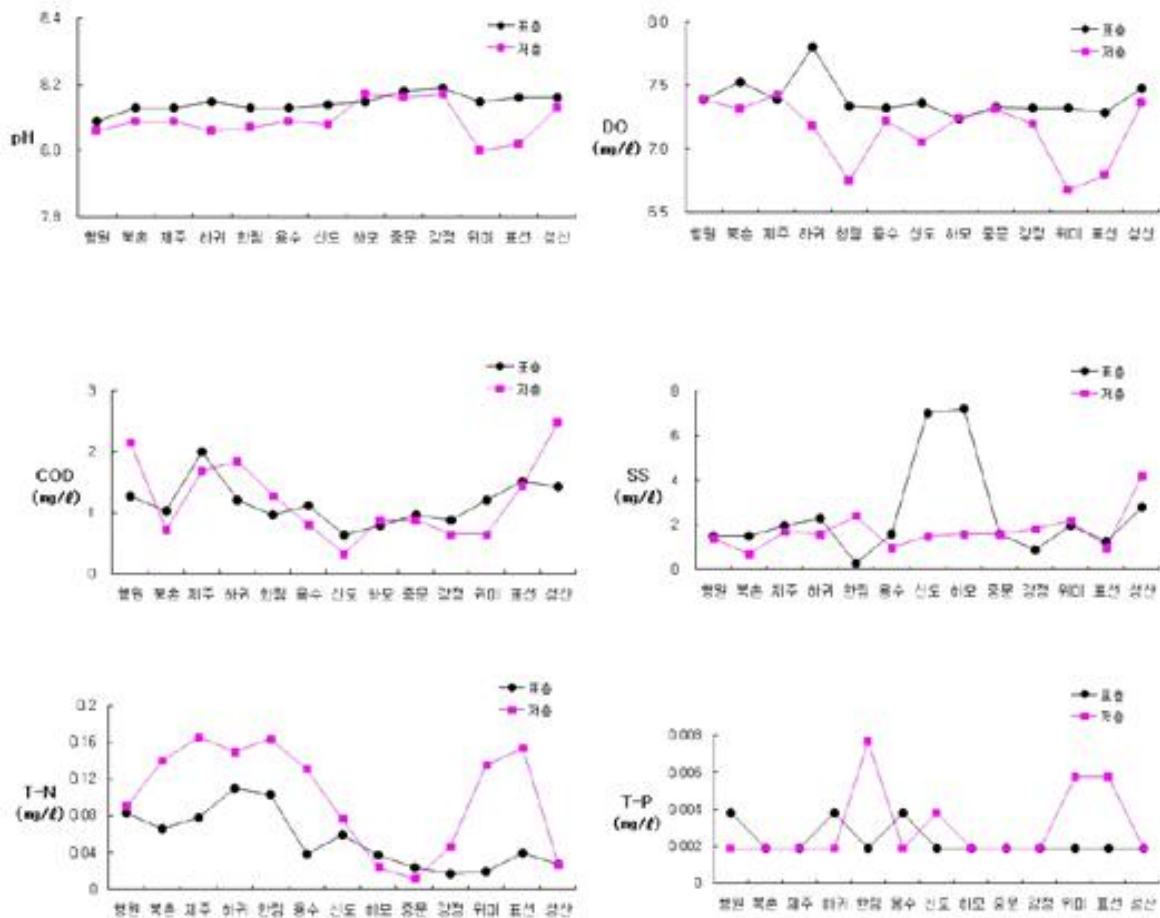 표층
저층
pH
8.4
8.2
8.0
7.8
행원 북촌 제주 하귀 한림 용수 신도 하모 중문 강정 위미 표선 성산
표층
저층
DO
(mg/ℓ)
8.0
7.5
7.0
6.5
행원 북촌 제주 하귀 한림 용수 신도 하모 중문 강정 위미 표선 성산
표층
저층
COD
(mg/ℓ)
3
2
1
0
행원 북촌 제주 하귀 한림 용수 신도 하모 중문 강정 위미 표선 성산
표층
저층
SS
(mg/ℓ)
8
6
4
2
0
행원 북촌 제주 하귀 한림 용수 신도 하모 중문 강정 위미 표선 성산
표층
저층
T-N
(mg/ℓ)
0.2
0.16
0.12
0.08
0.04
0
행원 북촌 제주 하귀 한림 용수 신도 하모 중문 강정 위미 표선 성산
표층
저층
T-P
(mg/ℓ)
0.008
0.006
0.004
0.002
0
행원 북촌 제주 하귀 한림 용수 신도 하모 중문 강정 위미 표선 성산